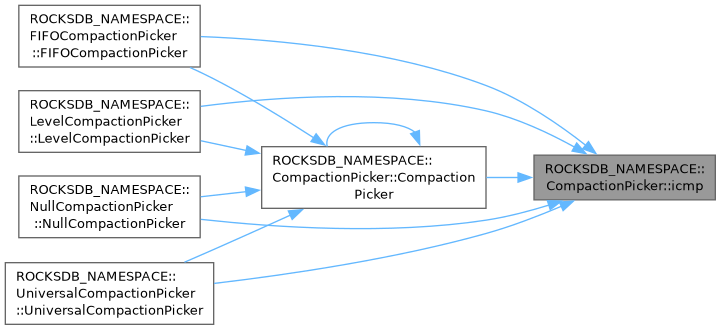 ROCKSDB_NAMESPACE::
FIFOCompactionPicker
::FIFOCompactionPicker
ROCKSDB_NAMESPACE::
LevelCompactionPicker
::LevelCompactionPicker
ROCKSDB_NAMESPACE::
CompactionPicker::Compaction
Picker
ROCKSDB_NAMESPACE::
CompactionPicker::icmp
ROCKSDB_NAMESPACE::
NullCompactionPicker
::NullCompactionPicker
ROCKSDB_NAMESPACE::
UniversalCompactionPicker
::UniversalCompactionPicker